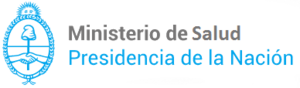 Ministerio de Salud
Presidencia de la Nación